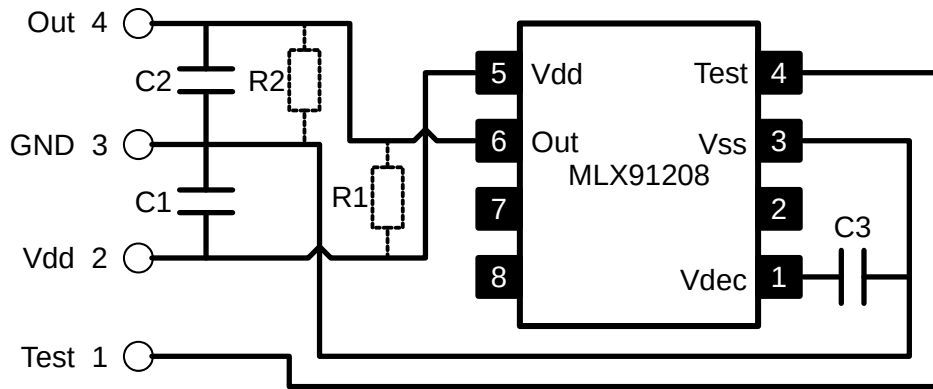 Out 4
C2
R2
GND 3
C1
R1
Vdd 2
Test 1
5 Vdd
Test 4
6 Out
Vss 3
MLX91208
7
2
8
Vdec 1
C3